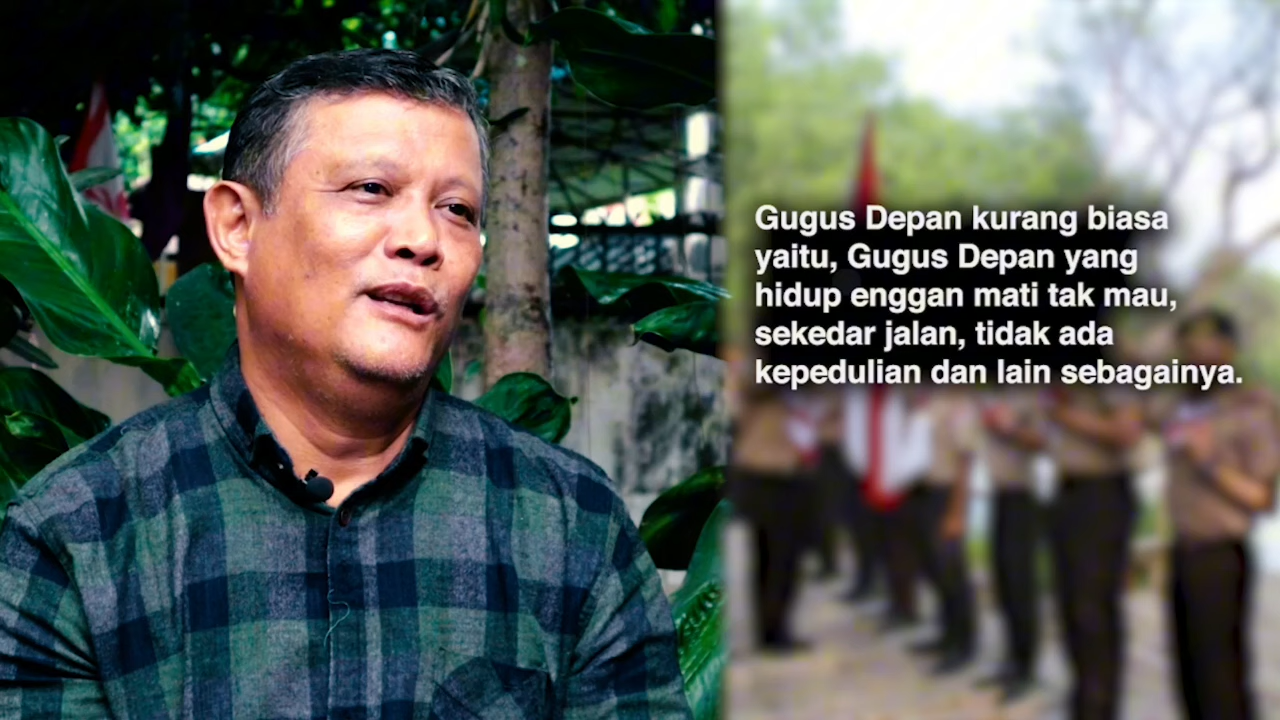 Gugus Depan kurang biasa
yaitu, Gugus Depan yang
hidup enggan mati tak mau,
sekedar jalan, tidak ada
kepedulian dan lain sebagainya.